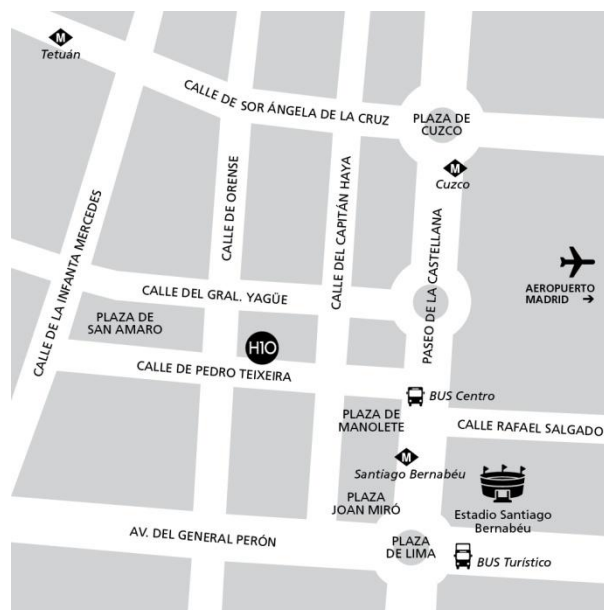 M
Tetuán
CALLE DE SOR ÁNGELA DE LA CRUZ
PLAZA DE
CUZCO
M
Cuzco
CALLE DE LA INFANTA MERCEDES
CALLE DE ORENSE
CALLE DEL CAPITÁN HAYA
PASEO DE LA CASTELLANA
AEROPUERTO
MADRID →
CALLE DEL GRAL. YAGÜE
PLAZA DE
SAN AMARO
H10
CALLE DE PEDRO TEIXEIRA
BUS Centro
PLAZA DE
MANOLETE
CALLE RAFAEL SALGADO
M
Santiago Bernabéu
PLAZA
JOAN MIRÓ
Estadio Santiago
Bernabéu
AV. DEL GENERAL PERÓN
PLAZA
DE LIMA
BUS Turístico